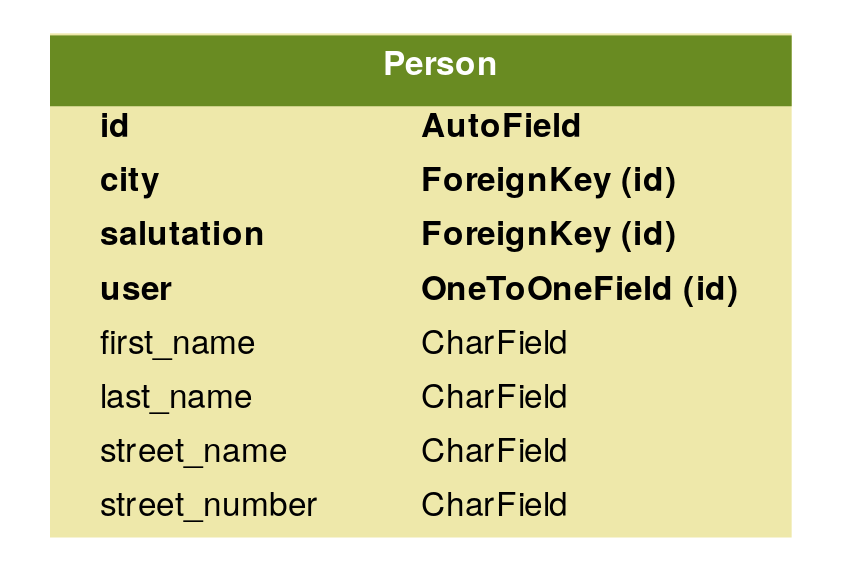 Person
id AutoField
city ForeignKey (id)
salutation ForeignKey (id)
user OneToOneField (id)
first_name CharField
last_name CharField
street_name CharField
street_number CharField